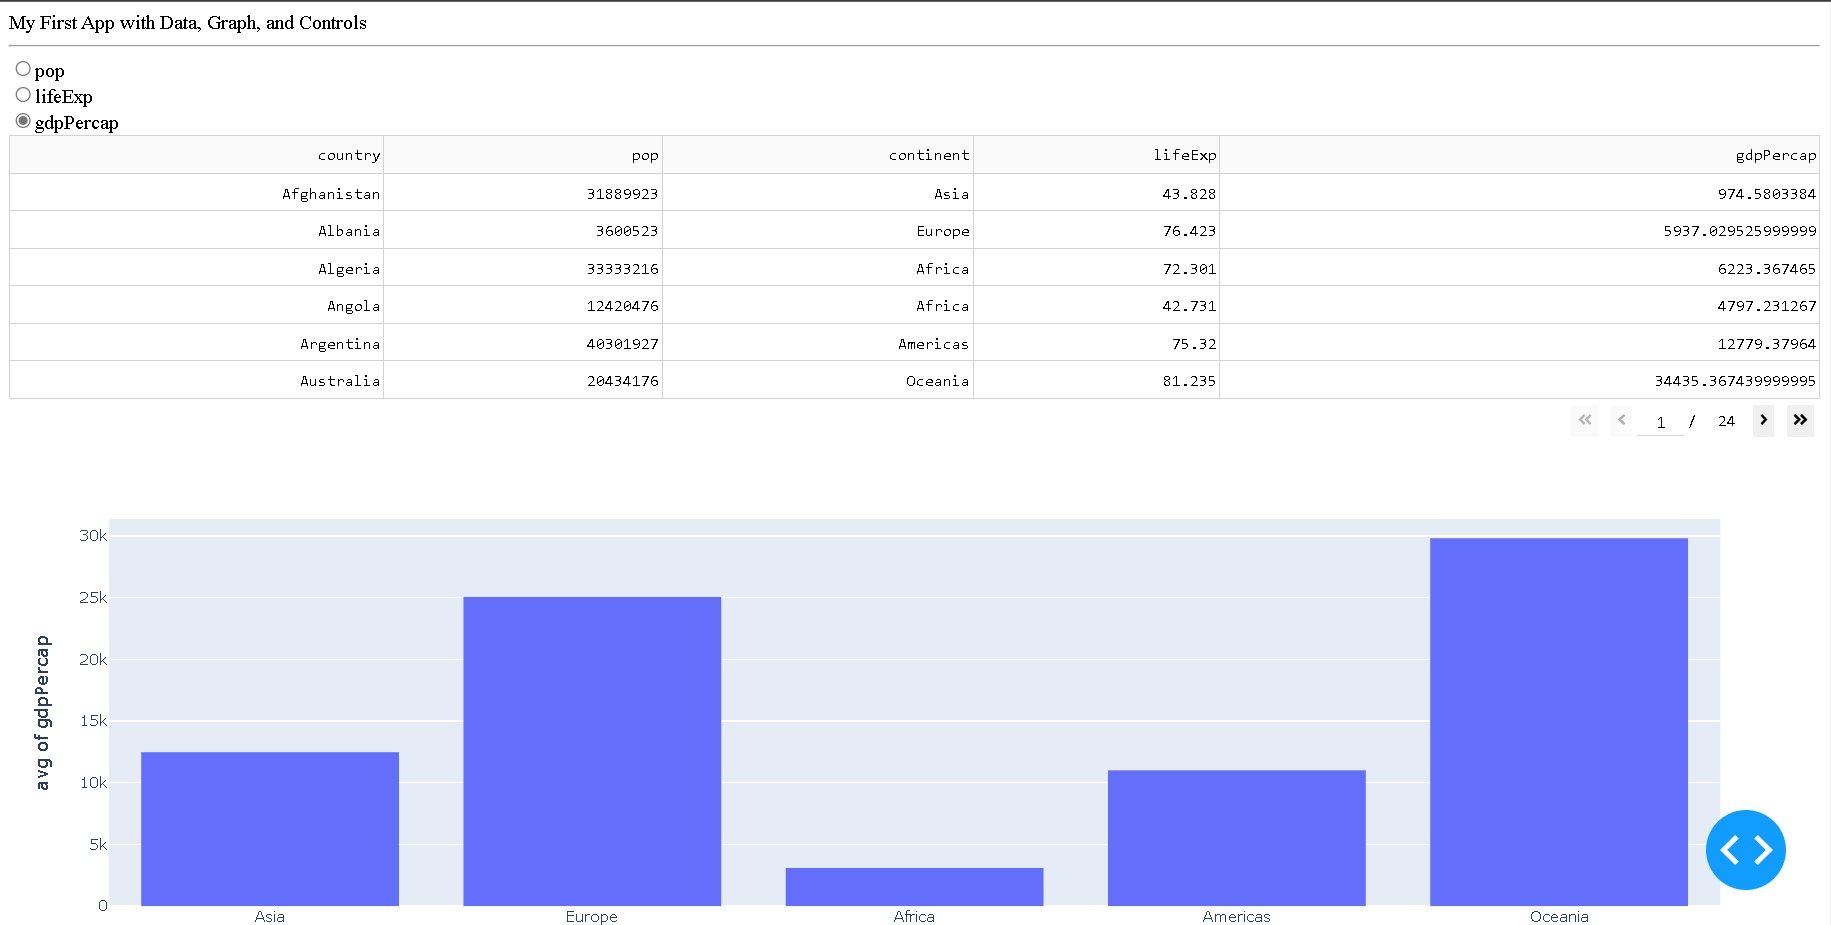 My First App with Data, Graph, and Controls
pop
lifeExp
gdpPercap
country pop continent lifeExp gdpPercap
Afghanistan 31889923 Asia 43.828 974.5803384
Albania 3600523 Europe 76.423 5937.029525999999
Algeria 33333216 Africa 72.301 6223.367465
Angola 12420476 Africa 42.731 4797.231267
Argentina 40301927 Americas 75.32 12779.37964
Australia 20434176 Oceania 81.235 34435.367439999995
1 / 24
30k
25k
20k
15k
10k
5k
0
avg of gdpPercap
Asia Europe Africa Americas Oceania